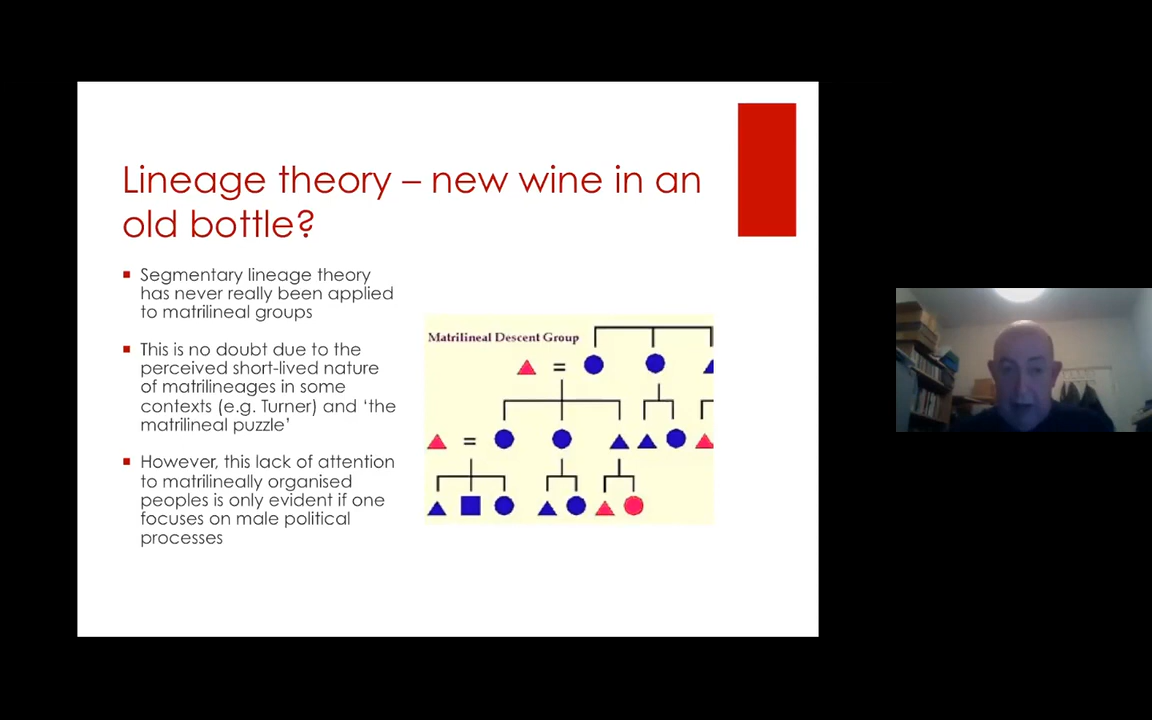 Lineage theory – new wine in an
old bottle?
Segmentary lineage theory
has never really been applied
to matrilineal groups
This is no doubt due to the
perceived short-lived nature
of matrilineages in some
contexts (e.g. Turner) and ‘the
matrilineal puzzle’
However, this lack of attention
to matrilineally organised
peoples is only evident if one
focuses on male political
processes
Matrilineal Descent Group
=
=